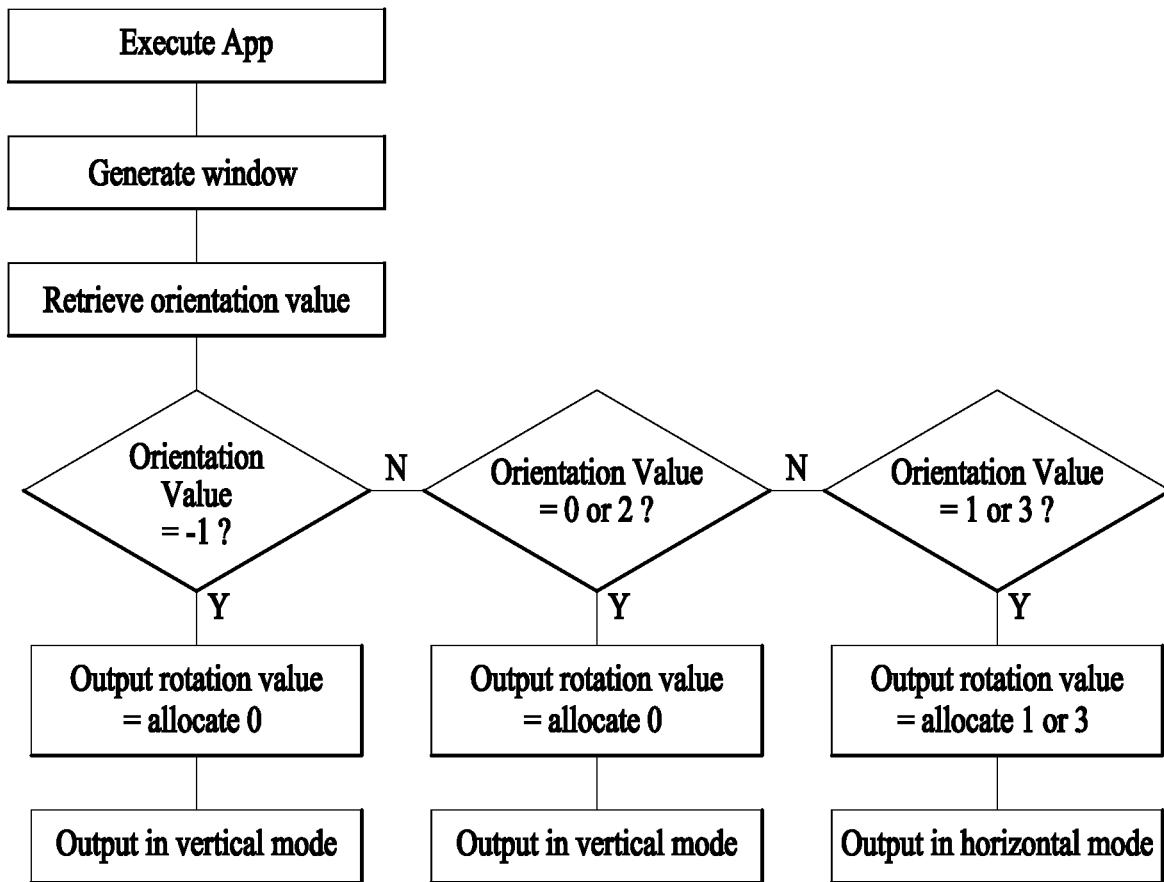 Execute App
Generate window
Retrieve orientation value
Orientation
Value
= -1 ?
N
Orientation Value
= 0 or 2 ?
N
Orientation Value
= 1 or 3 ?
Y
Y
Y
Output rotation value
= allocate 0
Output rotation value
= allocate 0
Output rotation value
= allocate 1 or 3
Output in vertical mode
Output in vertical mode
Output in horizontal mode